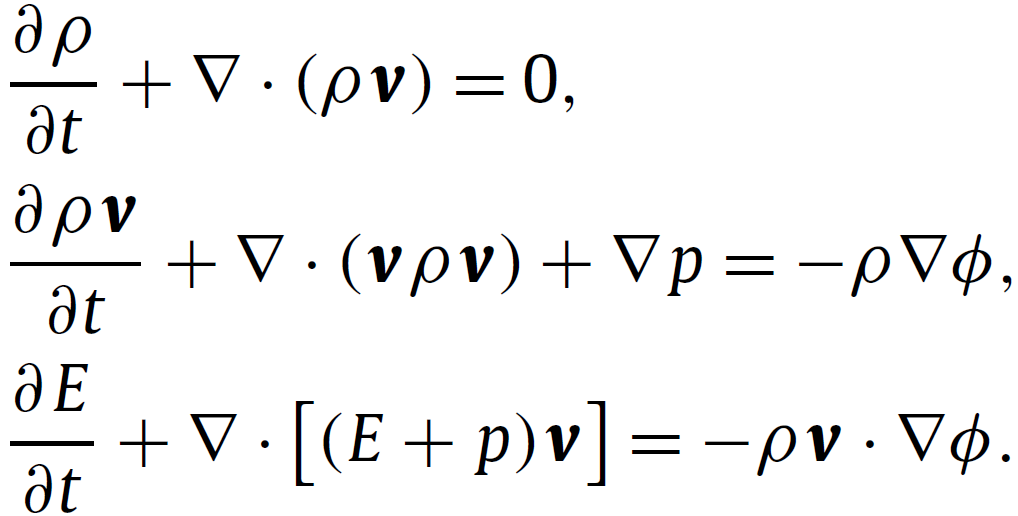 ∂ρ/∂t + ∇ · (ρ𝒗) = 0,
∂ρ𝒗/∂t + ∇ · (𝒗ρ𝒗) + ∇p = −ρ∇ϕ,
∂E/∂t + ∇ · [(E + p)𝒗] = −ρ𝒗 · ∇ϕ.